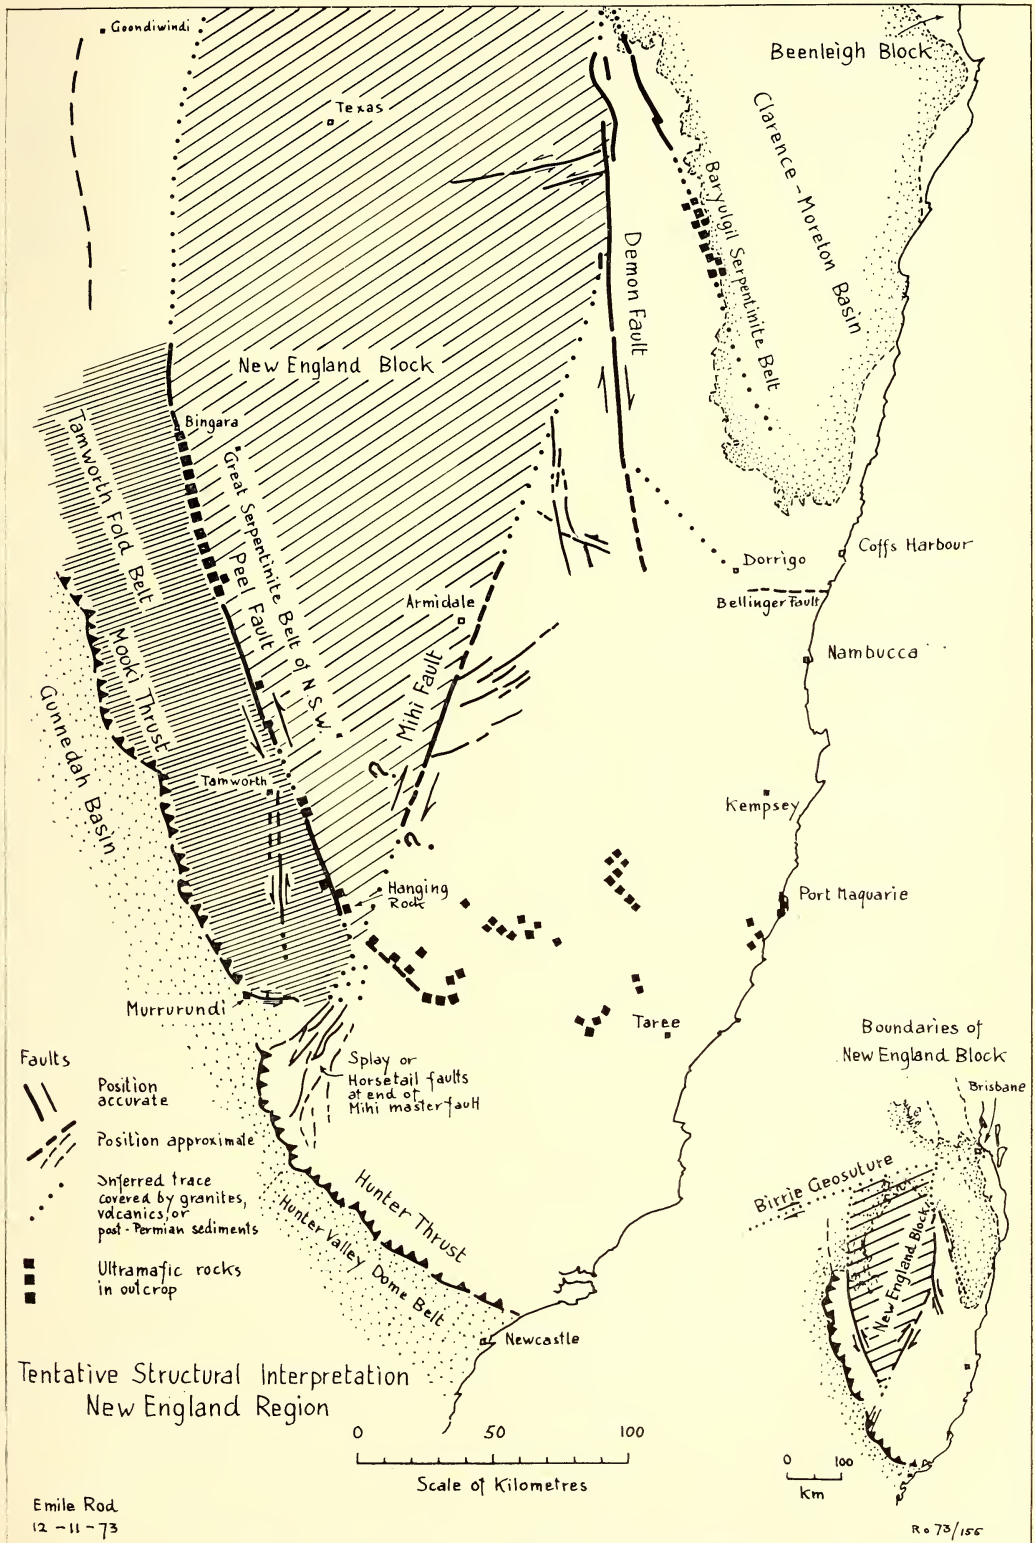 Goondiwindi
Beenleigh Block
Texas
Clarence-Moreton Basin
Baryulgil Serpentinite Belt
Demon Fault
New England Block
Bingara
Tamworth Fold Belt
Great Serpentinite Belt of N.S.W.
Peel Fault
Dorrigo
Coffs Harbour
Armidale
Bellinger Fault
Nambucca
Mooki Thrust
Mihi Fault
Gunnedah Basin
Tamworth
?
?
Kempsey
Hanging
Rock
Port Maquarie
Murrurundi
Taree
Boundaries of
New England Block
Brisbane
Faults
Position
accurate
Position approximate
Inferred trace
covered by granites,
volcanics, or
post-Permian sediments
Ultramafic rocks
in outcrop
Splay or
Horsetail faults
at end of
Mihi master fault
Hunter Thrust
Hunter Valley Dome Belt
Birrie Geosuture
New England Block
Newcastle
Tentative Structural Interpretation
New England Region
0 50 100
Scale of Kilometres
0 100
Km
Emile Rod
12-11-73
Ro 73/156